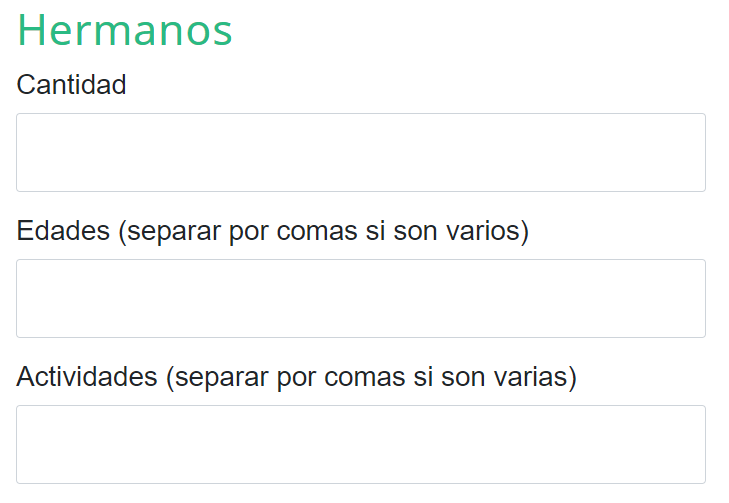 Hermanos
Cantidad
Edades (separar por comas si son varios)
Actividades (separar por comas si son varias)